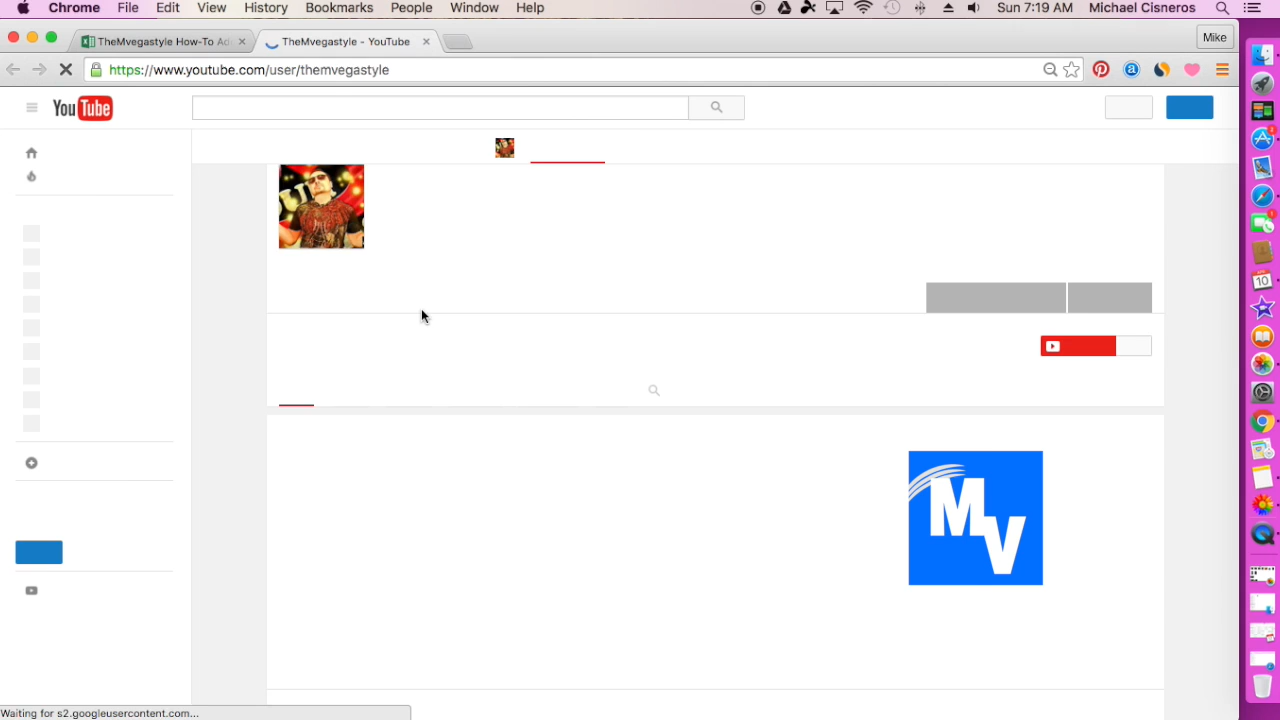 Chrome File Edit View History Bookmarks People Window Help Sun 7:19 AM Michael Cisneros
TheMvegastyle How-To Ad
TheMvegastyle - YouTube
Mike
https://www.youtube.com/user/themvegastyle
YouTube
MV
Waiting for s2.googleusercontent.com...